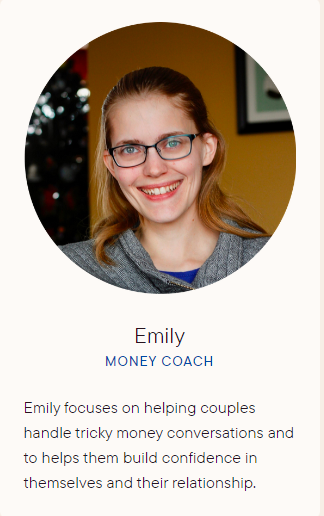 Emily
MONEY COACH
Emily focuses on helping couples
handle tricky money conversations and
to helps them build confidence in
themselves and their relationship.